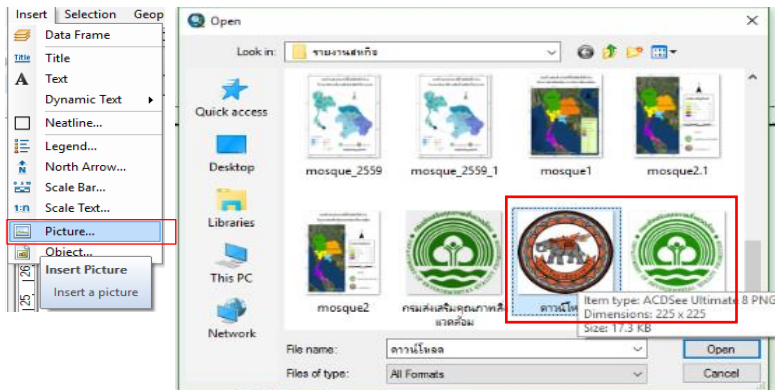 Insert Selection Geop
Data Frame
Title Title
A Text
Dynamic Text
Neatline...
Legend...
N North Arrow...
Scale Bar...
1:n Scale Text...
Picture...
Object...
Insert Picture
Insert a picture
Open
Look in: รายงานสหกิจ
Quick access
Desktop
Libraries
This PC
Network
mosque_2559
mosque_2559_1
mosque1
mosque2.1
mosque2
กรมส่งเสริมคุณภาพสิ่งแวดล้อม
ดาวน์โห
Item type: ACDSee Ultimate 8 PNG
Dimensions: 225 x 225
Size: 17.3 KB
File name: ดาวน์โหลด
Open
Files of type: All Formats
Cancel